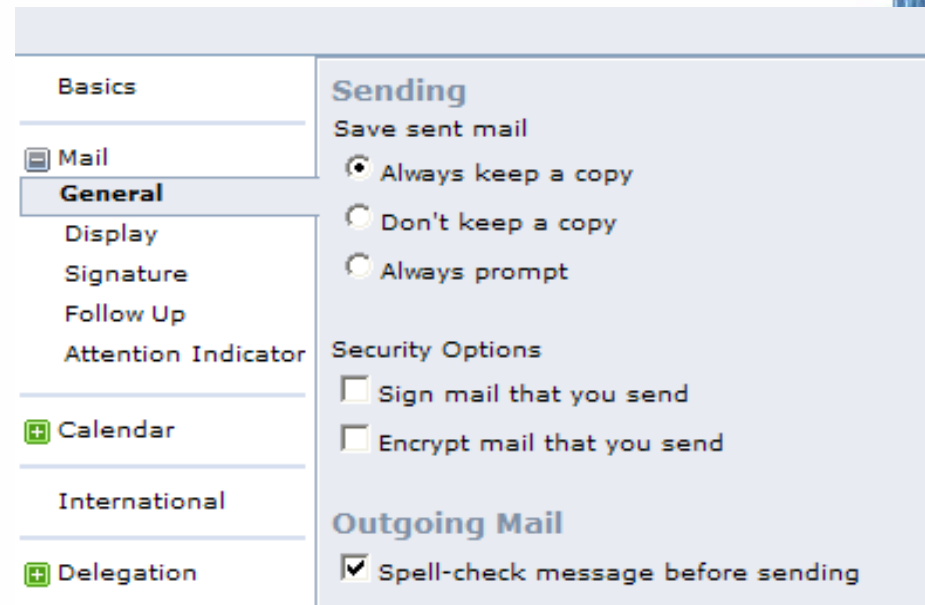 Basics
Mail
General
Display
Signature
Follow Up
Attention Indicator
Calendar
International
Delegation
Sending
Save sent mail
Always keep a copy
Don't keep a copy
Always prompt
Security Options
Sign mail that you send
Encrypt mail that you send
Outgoing Mail
Spell-check message before sending